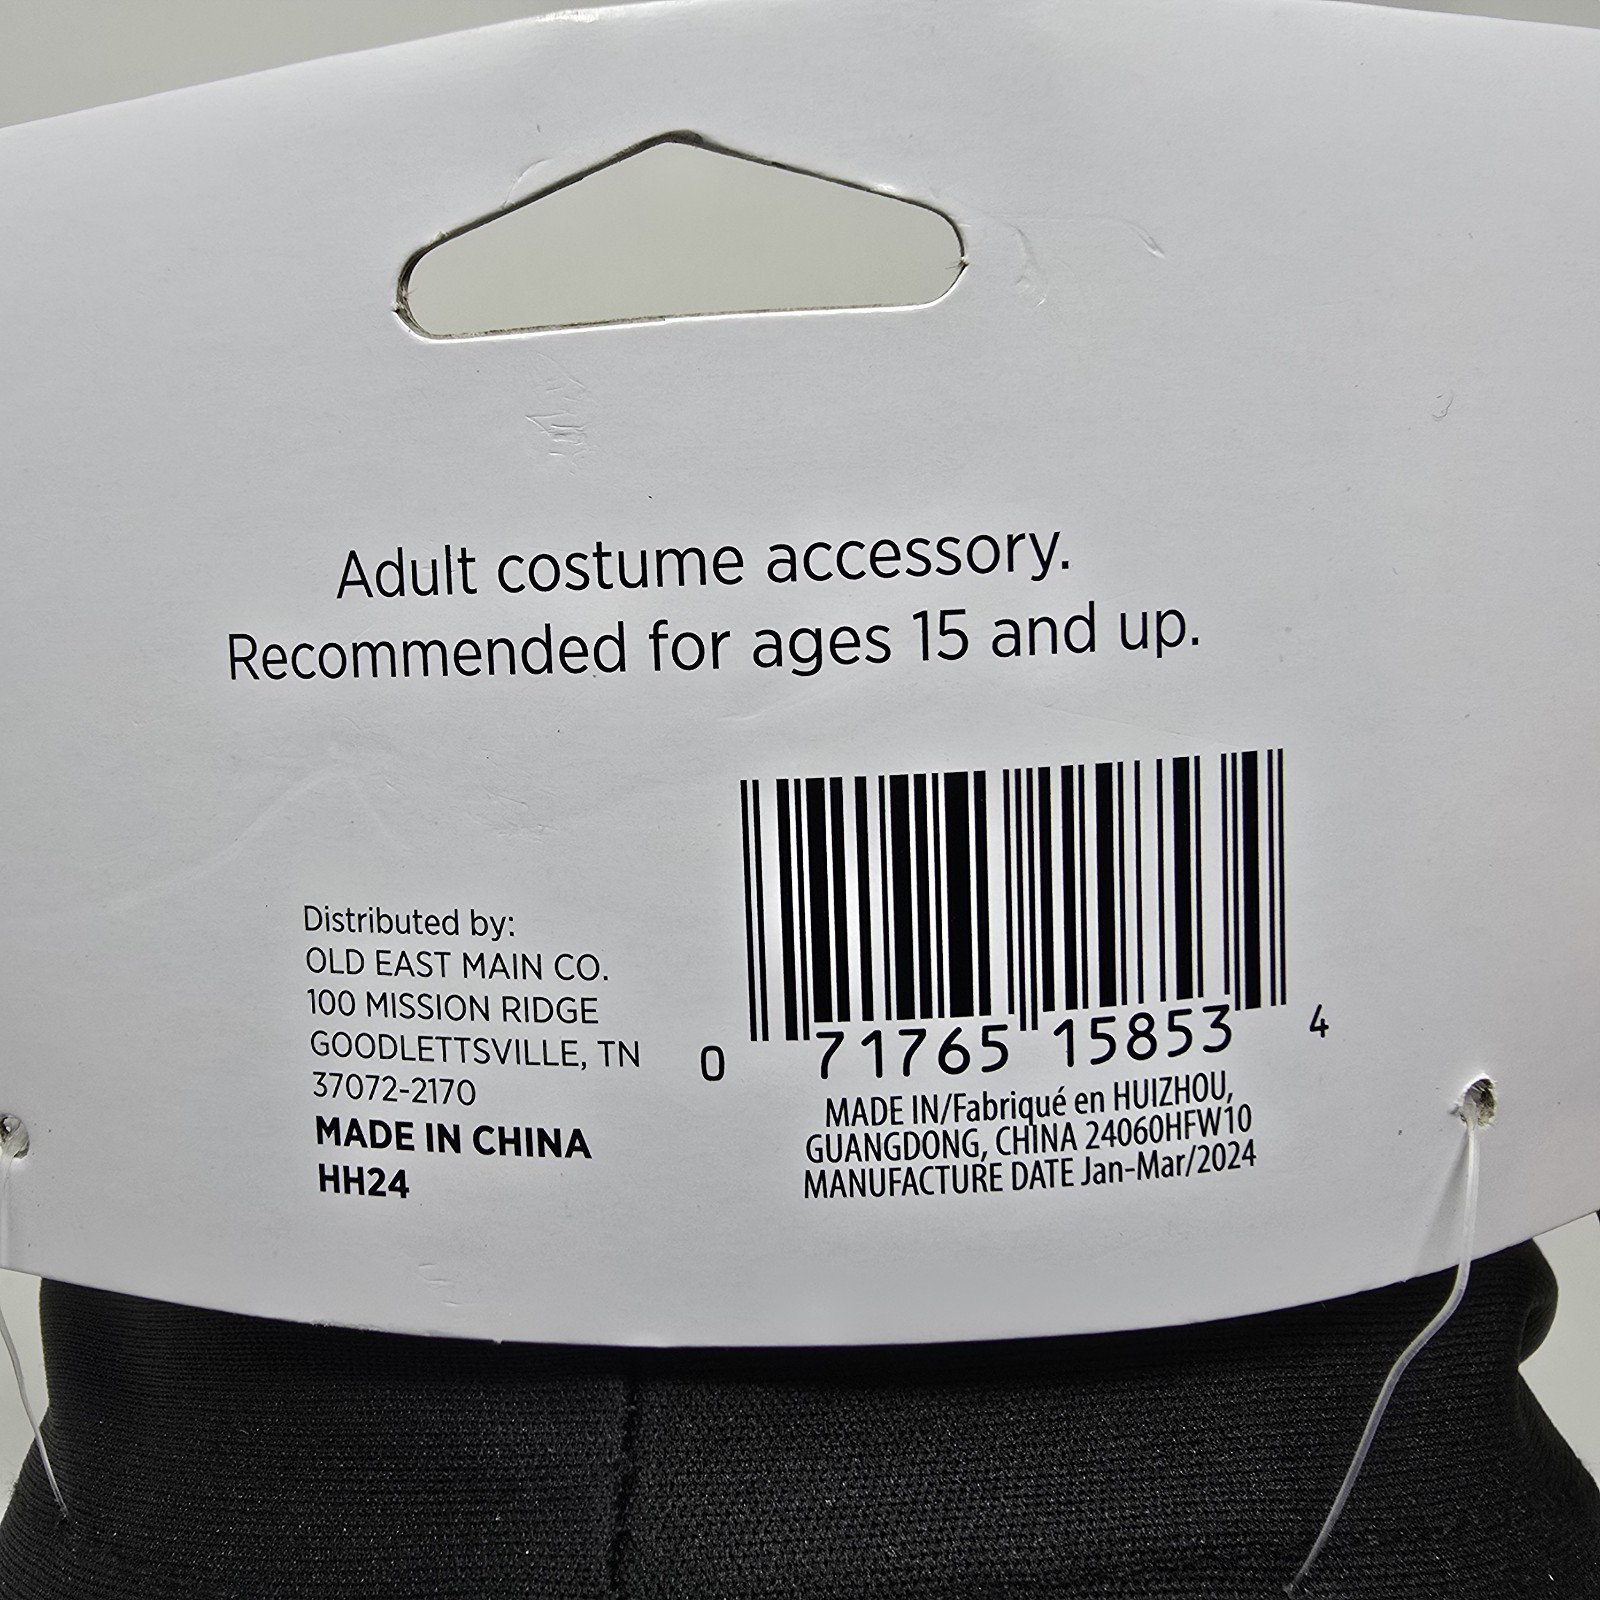 Adult costume accessory.
Recommended for ages 15 and up.
Distributed by:
OLD EAST MAIN CO.
100 MISSION RIDGE
GOODLETTSVILLE, TN
37072-2170
MADE IN CHINA
HH24
0 71765 15853 4
MADE IN/Fabriqué en HUIZHOU,
GUANGDONG, CHINA 24060HFW10
MANUFACTURE DATE Jan-Mar/2024